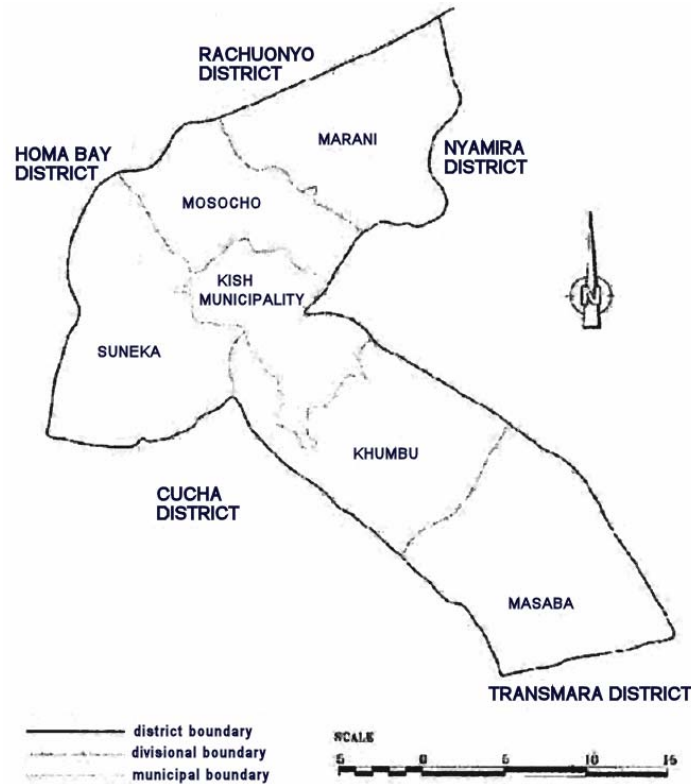 RACHUONYO
DISTRICT
MARANI
HOMA BAY
DISTRICT
NYAMIRA
DISTRICT
MOSOCHO
N
KISH
MUNICIPALITY
SUNEKA
KHUMBU
CUCHA
DISTRICT
MASABA
TRANSMARA DISTRICT
district boundary
divisional boundary
municipal boundary
SCALE
5 0 5 10 15